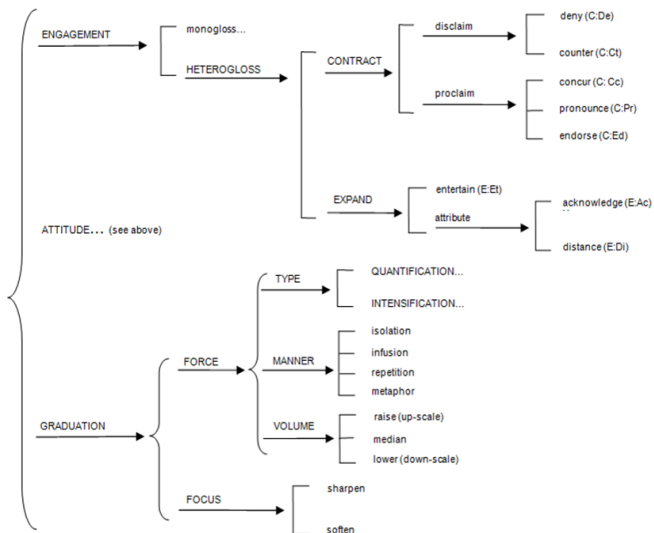 ENGAGEMENT
monogloss...
HETEROGLOSS
CONTRACT
disclaim
deny (C:De)
counter (C:Ct)
proclaim
concur (C: Cc)
pronounce (C:Pr)
endorse (C:Ed)
EXPAND
entertain (E:Et)
attribute
acknowledge (E:Ac)
distance (E:Di)
ATTITUDE... (see above)
GRADUATION
FORCE
TYPE
QUANTIFICATION...
INTENSIFICATION...
MANNER
isolation
infusion
repetition
metaphor
VOLUME
raise (up-scale)
median
lower (down-scale)
FOCUS
sharpen
soften